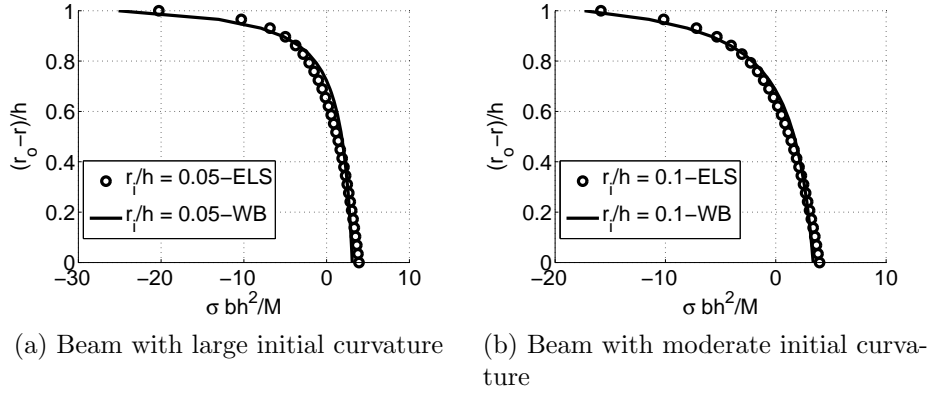 1
0.8
0.6
0.4
0.2
0
(r_o−r)/h
r_i/h = 0.05−ELS
r_i/h = 0.05−WB
−30 −20 −10 0 10
σ bh²/M
(a) Beam with large initial curvature
1
0.8
0.6
0.4
0.2
0
(r_o−r)/h
r_i/h = 0.1−ELS
r_i/h = 0.1−WB
−20 −10 0 10
σ bh²/M
(b) Beam with moderate initial curva-
ture